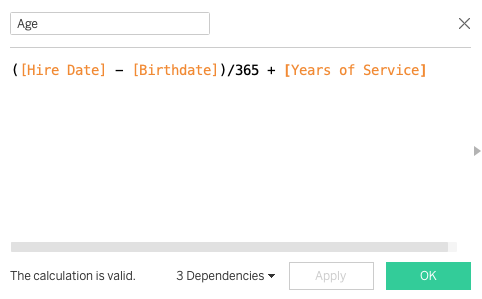 Age
([Hire Date] – [Birthdate])/365 + [Years of Service]
The calculation is valid. 3 Dependencies Apply OK